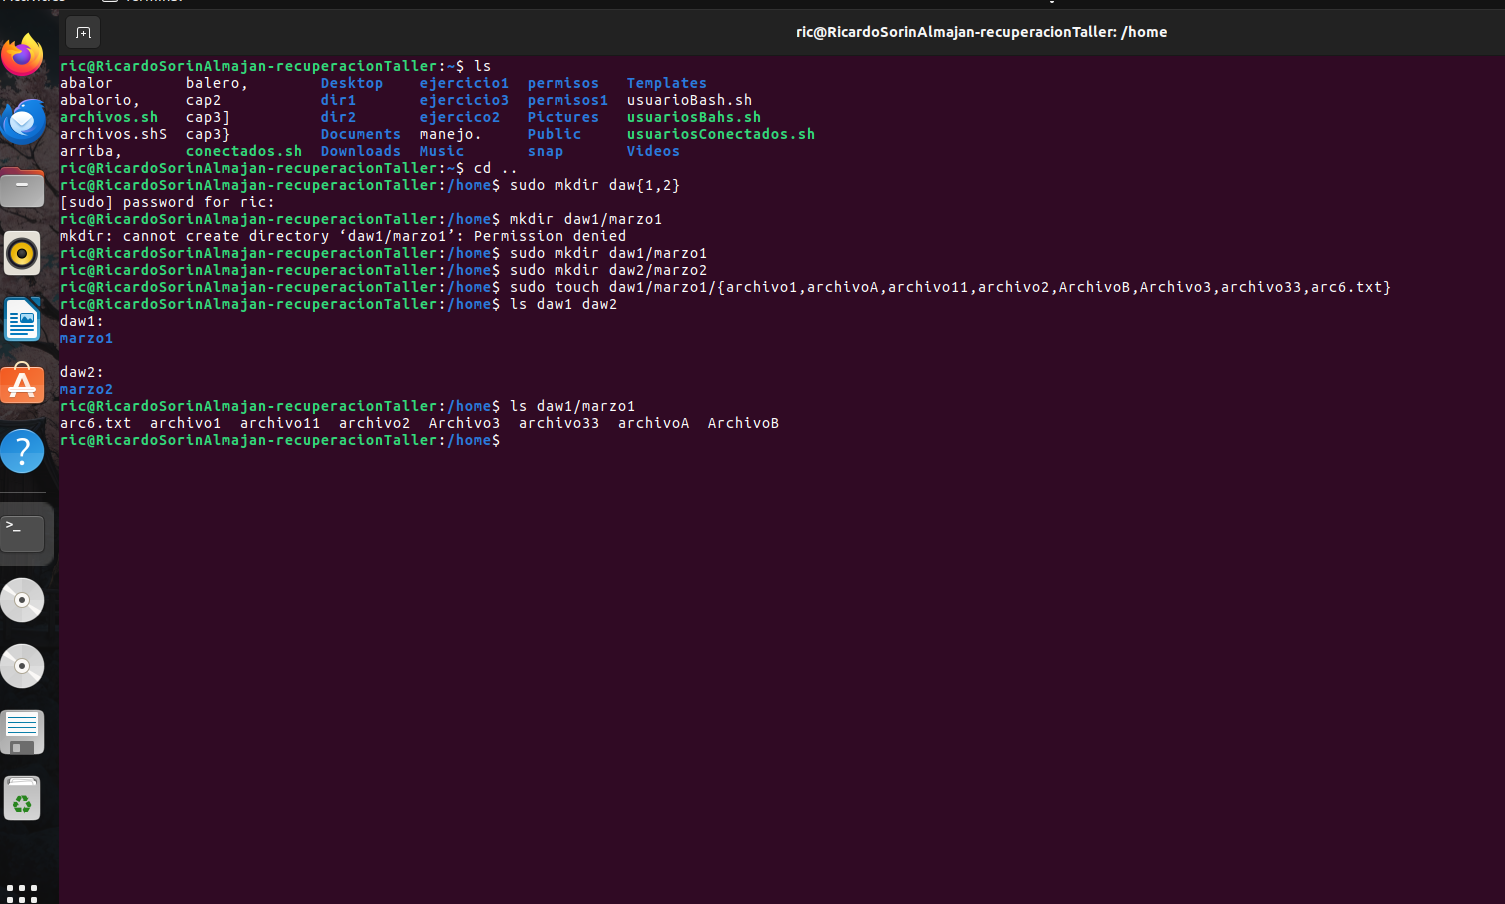 ric@RicardoSorinAlmajan-recuperacionTaller: /home
ric@RicardoSorinAlmajan-recuperacionTaller:~$ ls
abalor balero, Desktop ejercicio1 permisos Templates
abalorio, cap2 dir1 ejercicio3 permisos1 usuarioBash.sh
archivos.sh cap3] dir2 ejercico2 Pictures usuariosBahs.sh
archivos.shS cap3} Documents manejo. Public usuariosConectados.sh
arriba, conectados.sh Downloads Music snap Videos
ric@RicardoSorinAlmajan-recuperacionTaller:~$ cd ..
ric@RicardoSorinAlmajan-recuperacionTaller:/home$ sudo mkdir daw{1,2}
[sudo] password for ric:
ric@RicardoSorinAlmajan-recuperacionTaller:/home$ mkdir daw1/marzo1
mkdir: cannot create directory ‘daw1/marzo1’: Permission denied
ric@RicardoSorinAlmajan-recuperacionTaller:/home$ sudo mkdir daw1/marzo1
ric@RicardoSorinAlmajan-recuperacionTaller:/home$ sudo mkdir daw2/marzo2
ric@RicardoSorinAlmajan-recuperacionTaller:/home$ sudo touch daw1/marzo1/{archivo1,archivoA,archivo11,archivo2,ArchivoB,Archivo3,archivo33,arc6.txt}
ric@RicardoSorinAlmajan-recuperacionTaller:/home$ ls daw1 daw2
daw1:
marzo1
daw2:
marzo2
ric@RicardoSorinAlmajan-recuperacionTaller:/home$ ls daw1/marzo1
arc6.txt archivo1 archivo11 archivo2 Archivo3 archivo33 archivoA ArchivoB
ric@RicardoSorinAlmajan-recuperacionTaller:/home$